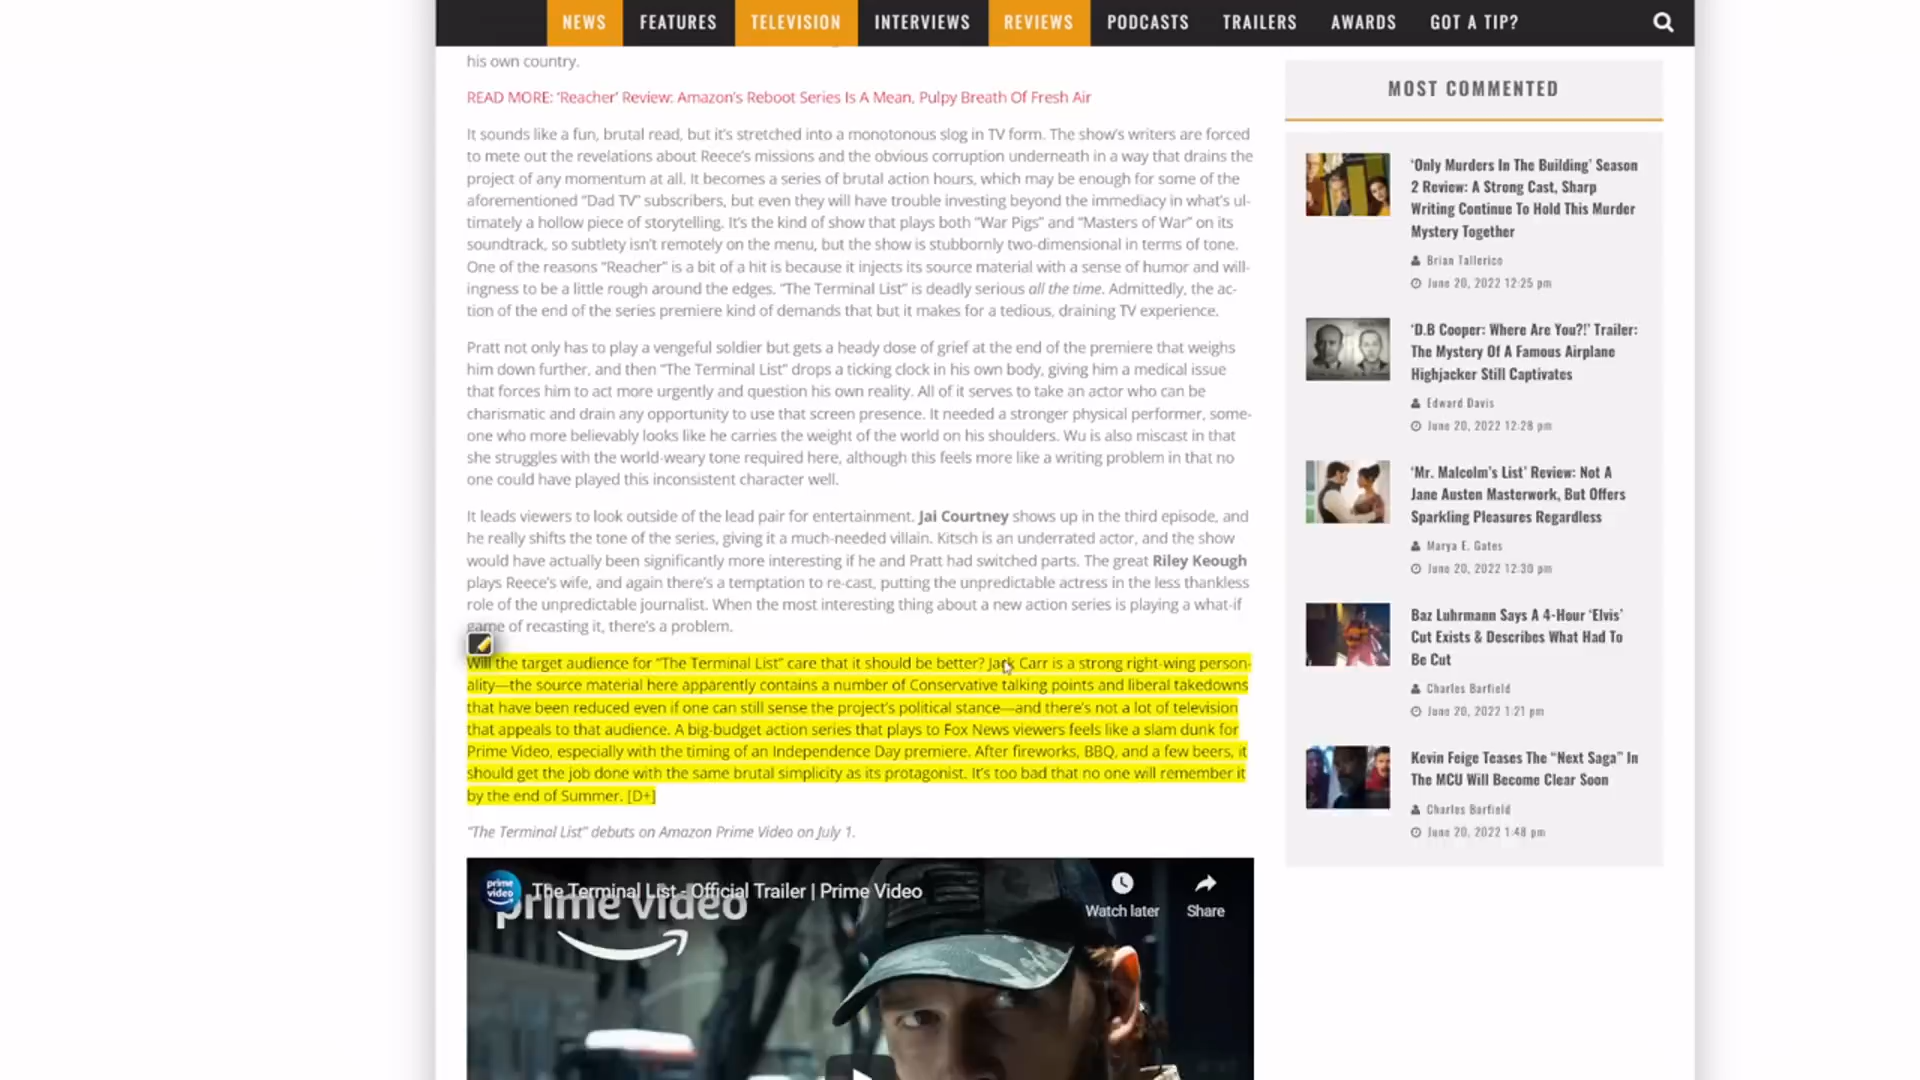 NEWS FEATURES TELEVISION INTERVIEWS REVIEWS PODCASTS TRAILERS AWARDS GOT A TIP?
his own country.
READ MORE: ‘Reacher’ Review: Amazon’s Reboot Series Is A Mean, Pulpy Breath Of Fresh Air
It sounds like a fun, brutal read, but it’s stretched into a monotonous slog in TV form. The show’s writers are forced
to mete out the revelations about Reece’s missions and the obvious corruption underneath in a way that drains the
project of any momentum at all. It becomes a series of brutal action hours, which may be enough for some of the
aforementioned “Dad TV” subscribers, but even they will have trouble investing beyond the immediacy in what’s ul-
timately a hollow piece of storytelling. It’s the kind of show that plays both “War Pigs” and “Masters of War” on its
soundtrack, so subtlety isn’t remotely on the menu, but the show is stubbornly two-dimensional in terms of tone.
One of the reasons “Reacher” is a bit of a hit is because it injects its source material with a sense of humor and will-
ingness to be a little rough around the edges. “The Terminal List” is deadly serious all the time. Admittedly, the ac-
tion of the end of the series premiere kind of demands that but it makes for a tedious, draining TV experience.
Pratt not only has to play a vengeful soldier but gets a heady dose of grief at the end of the premiere that weighs
him down further, and then “The Terminal List” drops a ticking clock in his own body, giving him a medical issue
that forces him to act more urgently and question his own reality. All of it serves to take an actor who can be
charismatic and drain any opportunity to use that screen presence. It needed a stronger physical performer, some-
one who more believably looks like he carries the weight of the world on his shoulders. Wu is also miscast in that
she struggles with the world-weary tone required here, although this feels more like a writing problem in that no
one could have played this inconsistent character well.
It leads viewers to look outside of the lead pair for entertainment. Jai Courtney shows up in the third episode, and
he really shifts the tone of the series, giving it a much-needed villain. Kitsch is an underrated actor, and the show
would have actually been significantly more interesting if he and Pratt had switched parts. The great Riley Keough
plays Reece’s wife, and again there’s a temptation to re-cast, putting the unpredictable actress in the less thankless
role of the unpredictable journalist. When the most interesting thing about a new action series is playing a what-if
game of recasting it, there’s a problem.
Will the target audience for “The Terminal List” care that it should be better? Jack Carr is a strong right-wing person-
ality—the source material here apparently contains a number of Conservative talking points and liberal takedowns
that have been reduced even if one can still sense the project’s political stance—and there’s not a lot of television
that appeals to that audience. A big-budget action series that plays to Fox News viewers feels like a slam dunk for
Prime Video, especially with the timing of an Independence Day premiere. After fireworks, BBQ, and a few beers, it
should get the job done with the same brutal simplicity as its protagonist. It’s too bad that no one will remember it
by the end of Summer. [D+]
“The Terminal List” debuts on Amazon Prime Video on July 1.
prime video
The Terminal List - Official Trailer | Prime Video
prime video
Watch later
Share
MOST COMMENTED
‘Only Murders In The Building’ Season
2 Review: A Strong Cast, Sharp
Writing Continue To Hold This Murder
Mystery Together
Brian Tallerico
June 20, 2022 12:25 pm
‘D.B Cooper: Where Are You?!’ Trailer:
The Mystery Of A Famous Airplane
Highjacker Still Captivates
Edward Davis
June 20, 2022 12:28 pm
‘Mr. Malcolm’s List’ Review: Not A
Jane Austen Masterwork, But Offers
Sparkling Pleasures Regardless
Marya E. Gates
June 20, 2022 12:30 pm
Baz Luhrmann Says A 4-Hour ‘Elvis’
Cut Exists & Describes What Had To
Be Cut
Charles Barfield
June 20, 2022 1:21 pm
Kevin Feige Teases The “Next Saga” In
The MCU Will Become Clear Soon
Charles Barfield
June 20, 2022 1:48 pm